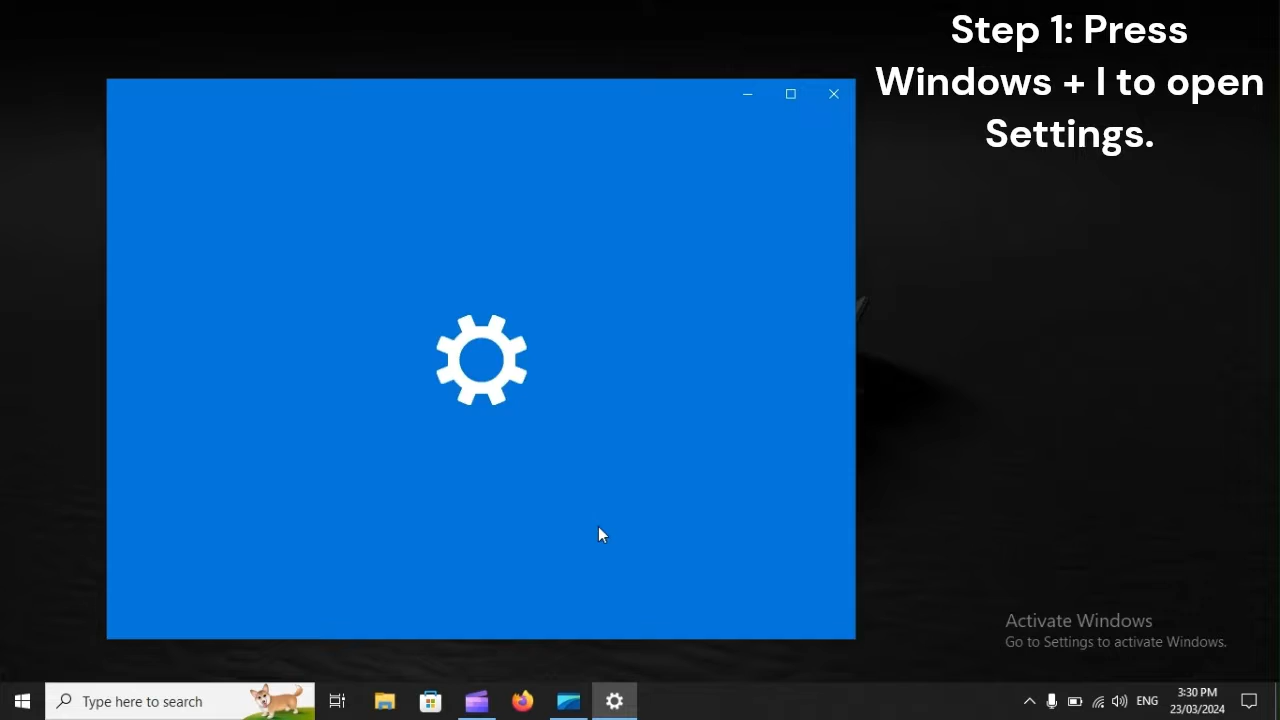 Step 1: Press
Windows + I to open
Settings.
Activate Windows
Go to Settings to activate Windows.
Type here to search
ENG
3:30 PM
23/03/2024